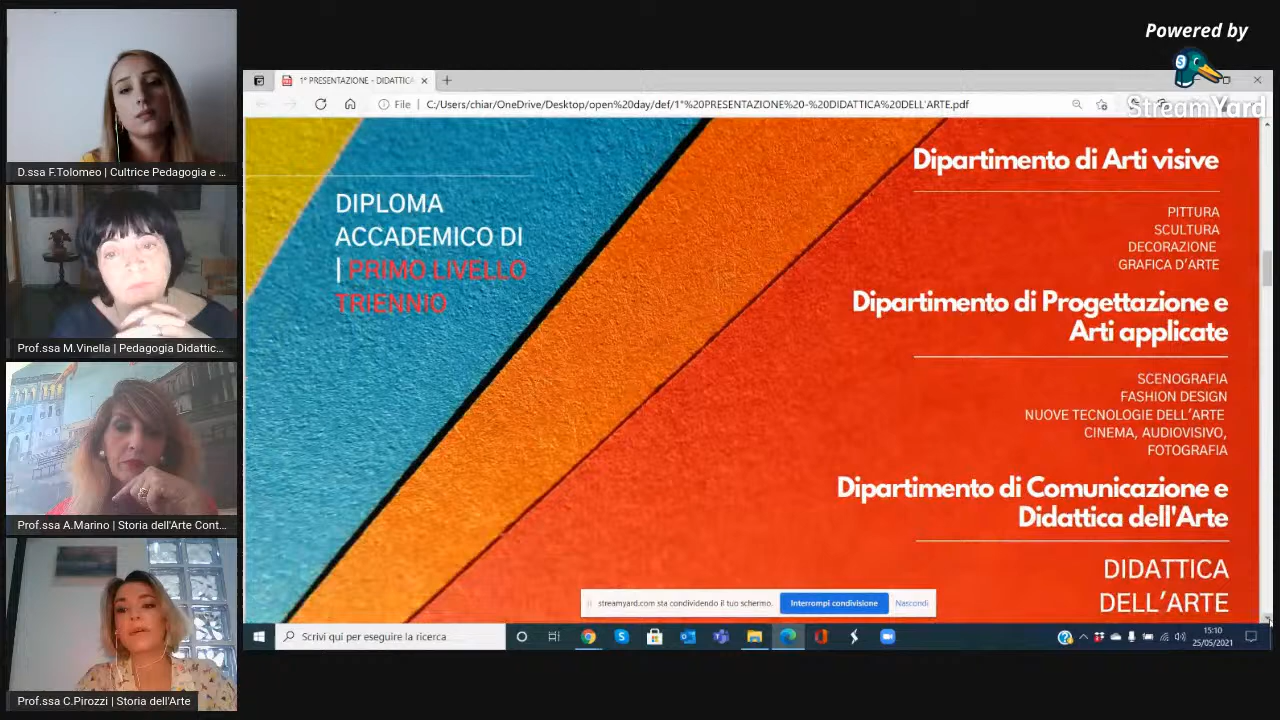 Powered by
StreamYard
D.ssa F.Tolomeo | Cultrice Pedagogia e ...
Prof.ssa M.Vinella | Pedagogia Didattic...
Prof.ssa A.Marino | Storia dell'Arte Cont...
Prof.ssa C.Pirozzi | Storia dell'Arte
1° PRESENTAZIONE - DIDATTICA
File | C:/Users/chiar/OneDrive/Desktop/open%20day/def/1°%20PRESENTAZIONE%20-%20DIDATTICA%20DELL'ARTE.pdf
DIPLOMA
ACCADEMICO DI
| PRIMO LIVELLO
TRIENNIO
Dipartimento di Arti visive
PITTURA
SCULTURA
DECORAZIONE
GRAFICA D'ARTE
Dipartimento di Progettazione e
Arti applicate
SCENOGRAFIA
FASHION DESIGN
NUOVE TECNOLOGIE DELL'ARTE
CINEMA, AUDIOVISIVO,
FOTOGRAFIA
Dipartimento di Comunicazione e
Didattica dell'Arte
DIDATTICA
DELL'ARTE
streamyard.com sta condividendo il tuo schermo.
Interrompi condivisione
Nascondi
Scrivi qui per eseguire la ricerca
15:10
25/05/2021